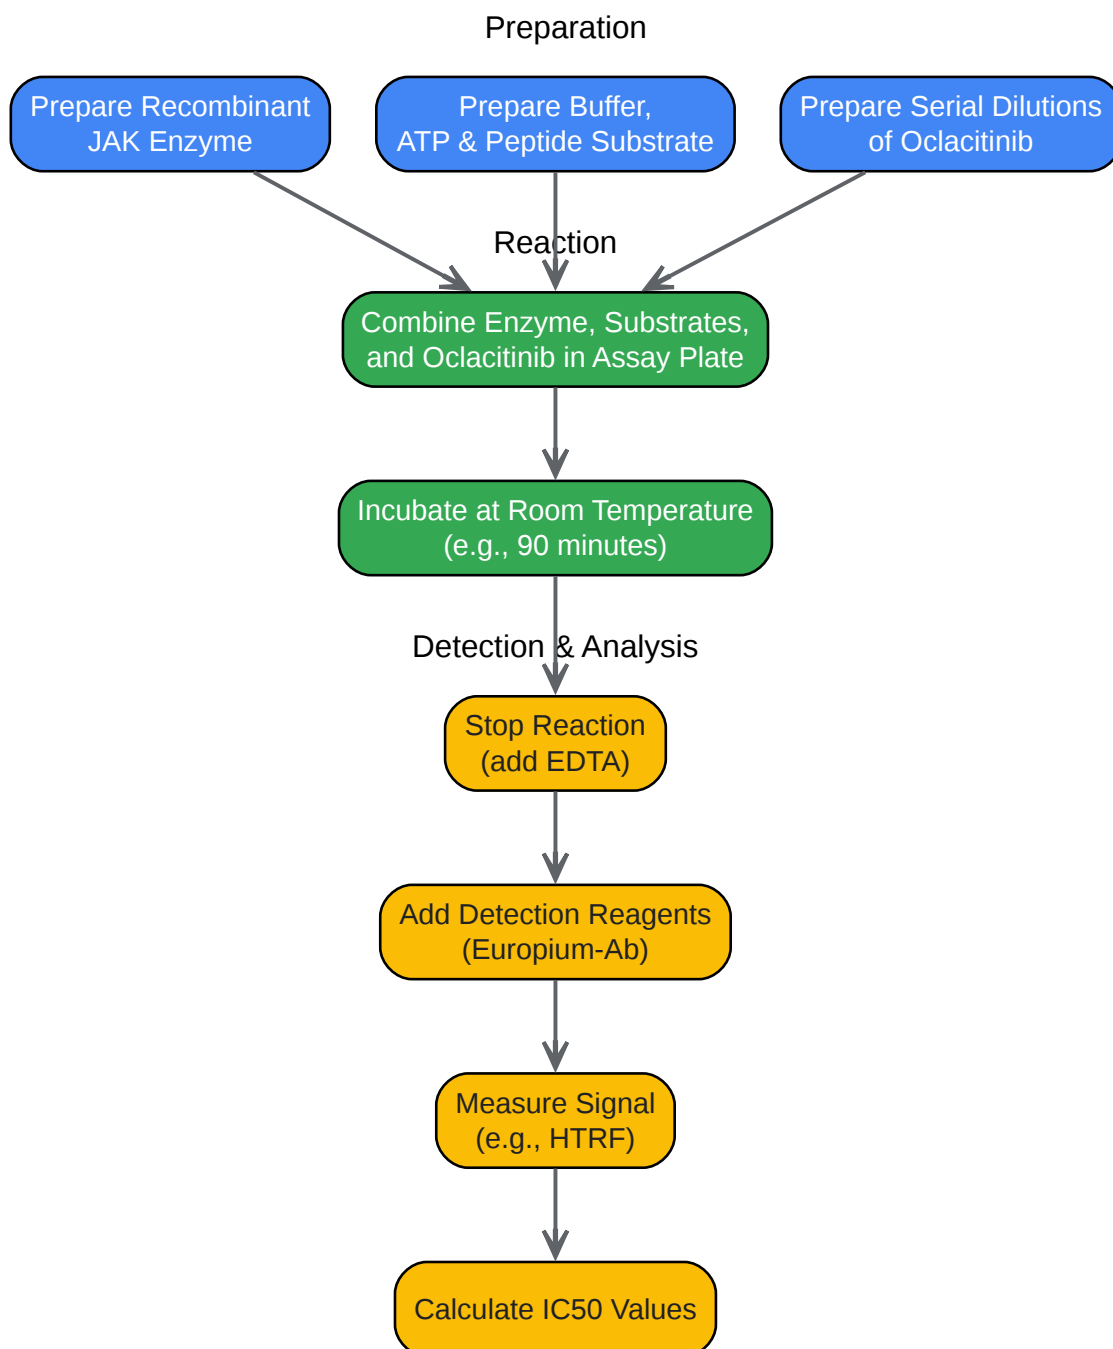 Preparation
Prepare Recombinant
JAK Enzyme
Prepare Buffer,
ATP & Peptide Substrate
Prepare Serial Dilutions
of Oclacitinib
Reaction
Combine Enzyme, Substrates,
and Oclacitinib in Assay Plate
Incubate at Room Temperature
(e.g., 90 minutes)
Detection & Analysis
Stop Reaction
(add EDTA)
Add Detection Reagents
(Europium-Ab)
Measure Signal
(e.g., HTRF)
Calculate IC50 Values